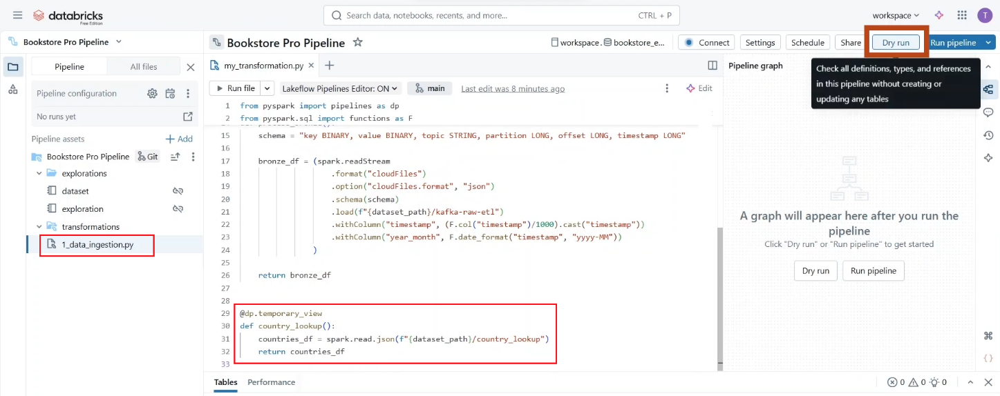 databricks
Free Edition
Search data, notebooks, recents, and more...
CTRL + P
workspace
T
Bookstore Pro Pipeline
Bookstore Pro Pipeline
workspace.
bookstore_e...
Connect
Settings
Schedule
Share
Dry run
Run pipeline
Check all definitions, types, and references
in this pipeline without creating or
updating any tables
Pipeline
All files
Pipeline configuration
No runs yet
Pipeline assets
Add
Bookstore Pro Pipeline
Git
explorations
dataset
exploration
transformations
1_data_ingestion.py
my_transformation.py
Run file
Lakeflow Pipelines Editor: ON
main
Last edit was 8 minutes ago
Edit
1 from pyspark import pipelines as dp
2 from pyspark.sql import functions as F
15 schema = "key BINARY, value BINARY, topic STRING, partition LONG, offset LONG, timestamp LONG"
16
17 bronze_df = (spark.readStream
18 .format("cloudFiles")
19 .option("cloudFiles.format", "json")
20 .schema(schema)
21 .load(f"{dataset_path}/kafka-raw-etl")
22 .withColumn("timestamp", (F.col("timestamp")/1000).cast("timestamp"))
23 .withColumn("year_month", F.date_format("timestamp", "yyyy-MM"))
24 )
25
26 return bronze_df
27
28
29 @dp.temporary_view
30 def country_lookup():
31 countries_df = spark.read.json(f"{dataset_path}/country_lookup")
32 return countries_df
33
Pipeline graph
A graph will appear here after you run the
pipeline
Click "Dry run" or "Run pipeline" to get started
Dry run
Run pipeline
Tables
Performance
0
0
0